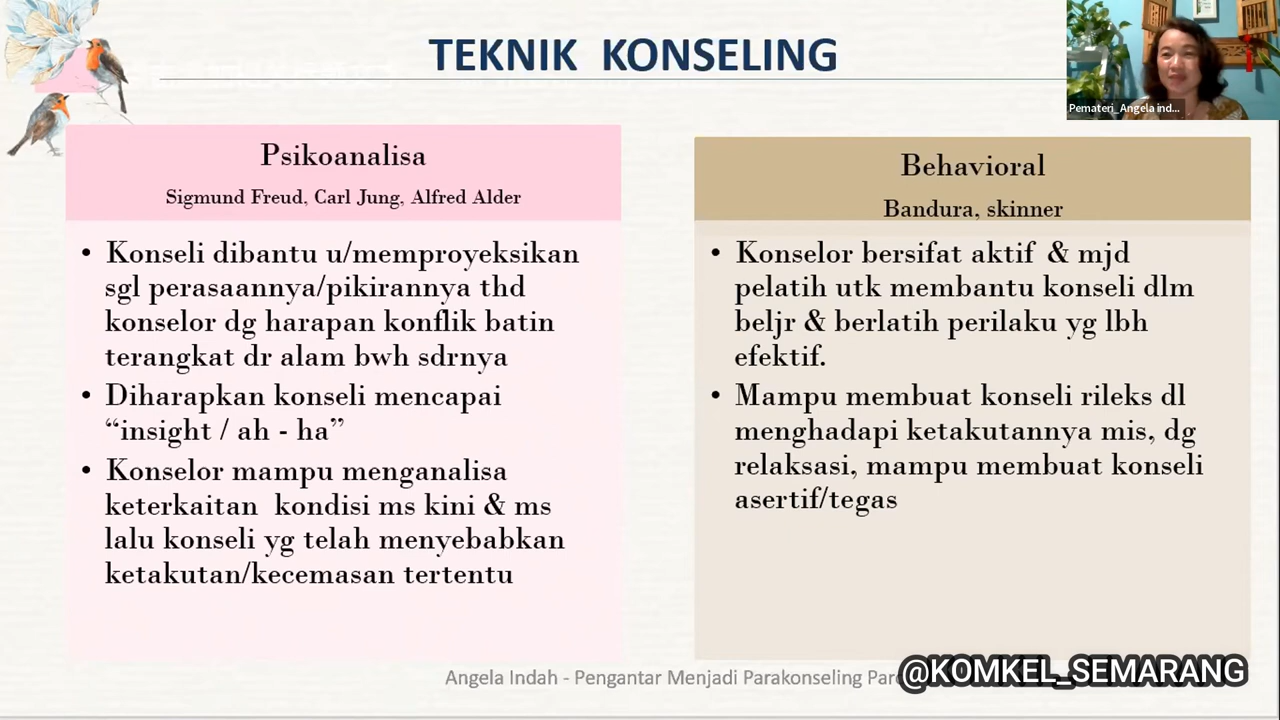 TEKNIK KONSELING
Pemateri_Angela ind...
Psikoanalisa
Sigmund Freud, Carl Jung, Alfred Alder
• Konseli dibantu u/memproyeksikan
sgl perasaannya/pikirannya thd
konselor dg harapan konflik batin
terangkat dr alam bwh sdrnya
• Diharapkan konseli mencapai
“insight / ah - ha”
• Konselor mampu menganalisa
keterkaitan kondisi ms kini & ms
lalu konseli yg telah menyebabkan
ketakutan/kecemasan tertentu
Behavioral
Bandura, skinner
• Konselor bersifat aktif & mjd
pelatih utk membantu konseli dlm
beljr & berlatih perilaku yg lbh
efektif.
• Mampu membuat konseli rileks dl
menghadapi ketakutannya mis, dg
relaksasi, mampu membuat konseli
asertif/tegas
Angela Indah - Pengantar Menjadi Parakonseling
@KOMKEL_SEMARANG